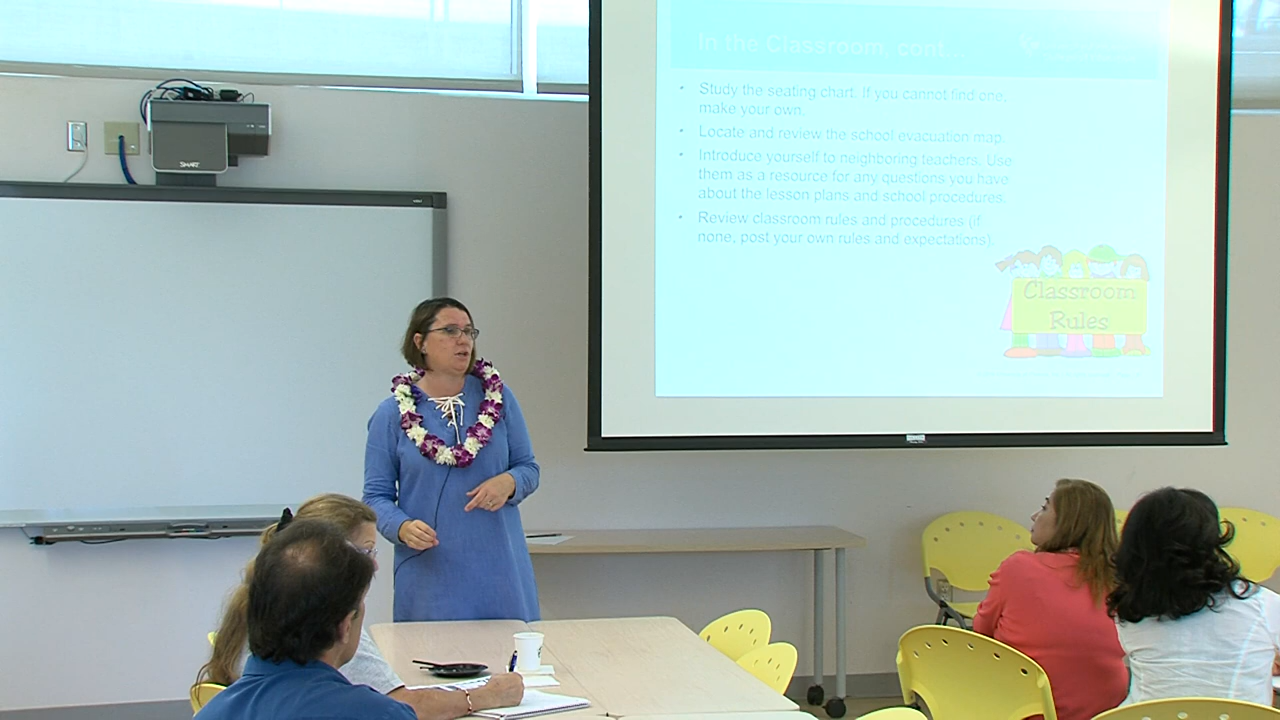 In the Classroom, cont...
• Study the seating chart. If you cannot find one,
make your own.
• Locate and review the school evacuation map.
• Introduce yourself to neighboring teachers. Use
them as a resource for any questions you have
about the lesson plans and school procedures.
• Review classroom rules and procedures (if
none, post your own rules and expectations).
Classroom
Rules
SMART